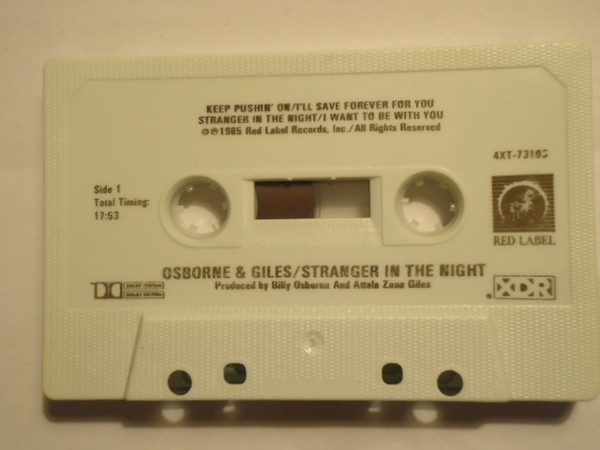 KEEP PUSHIN' ON/I'LL SAVE FOREVER FOR YOU
STRANGER IN THE NIGHT/I WANT TO BE WITH YOU
©℗1985 Red Label Records, Inc./All Rights Reserved
Side 1
Total Timing:
17:53
RED LABEL
OSBORNE & GILES/STRANGER IN THE NIGHT
Produced by Billy Osborne And Attala Zane Giles
XDR